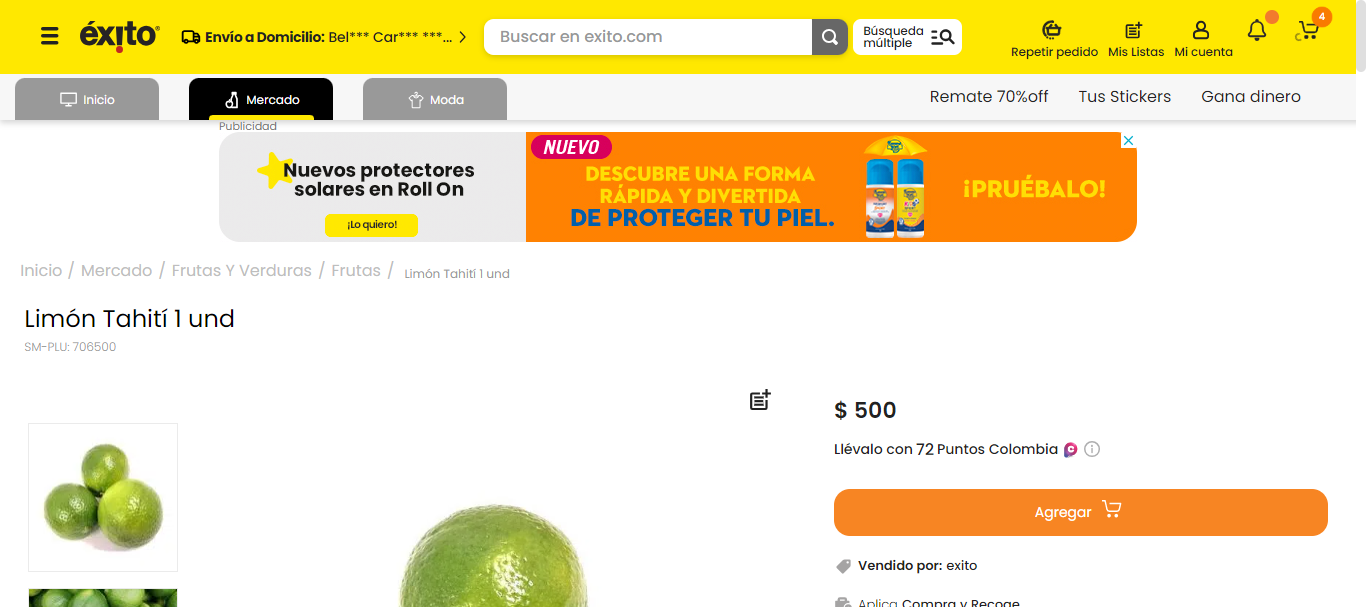 éxito
Envío a Domicilio: Bel*** Car*** ***...
Buscar en exito.com
Búsqueda
múltiple
Repetir pedido
Mis Listas
Mi cuenta
4
c
Inicio
Mercado
Moda
Remate 70%off
Tus Stickers
Gana dinero
Publicidad
Nuevos protectores
solares en Roll On
¡Lo quiero!
NUEVO
DESCUBRE UNA FORMA
RÁPIDA Y DIVERTIDA
DE PROTEGER TU PIEL.
¡PRUÉBALO!
Inicio / Mercado / Frutas Y Verduras / Frutas / Limón Tahití 1 und
Limón Tahití 1 und
SM-PLU: 706500
$ 500
Llévalo con 72 Puntos Colombia
Agregar
Vendido por: exito
Aplica Compra y Recoge